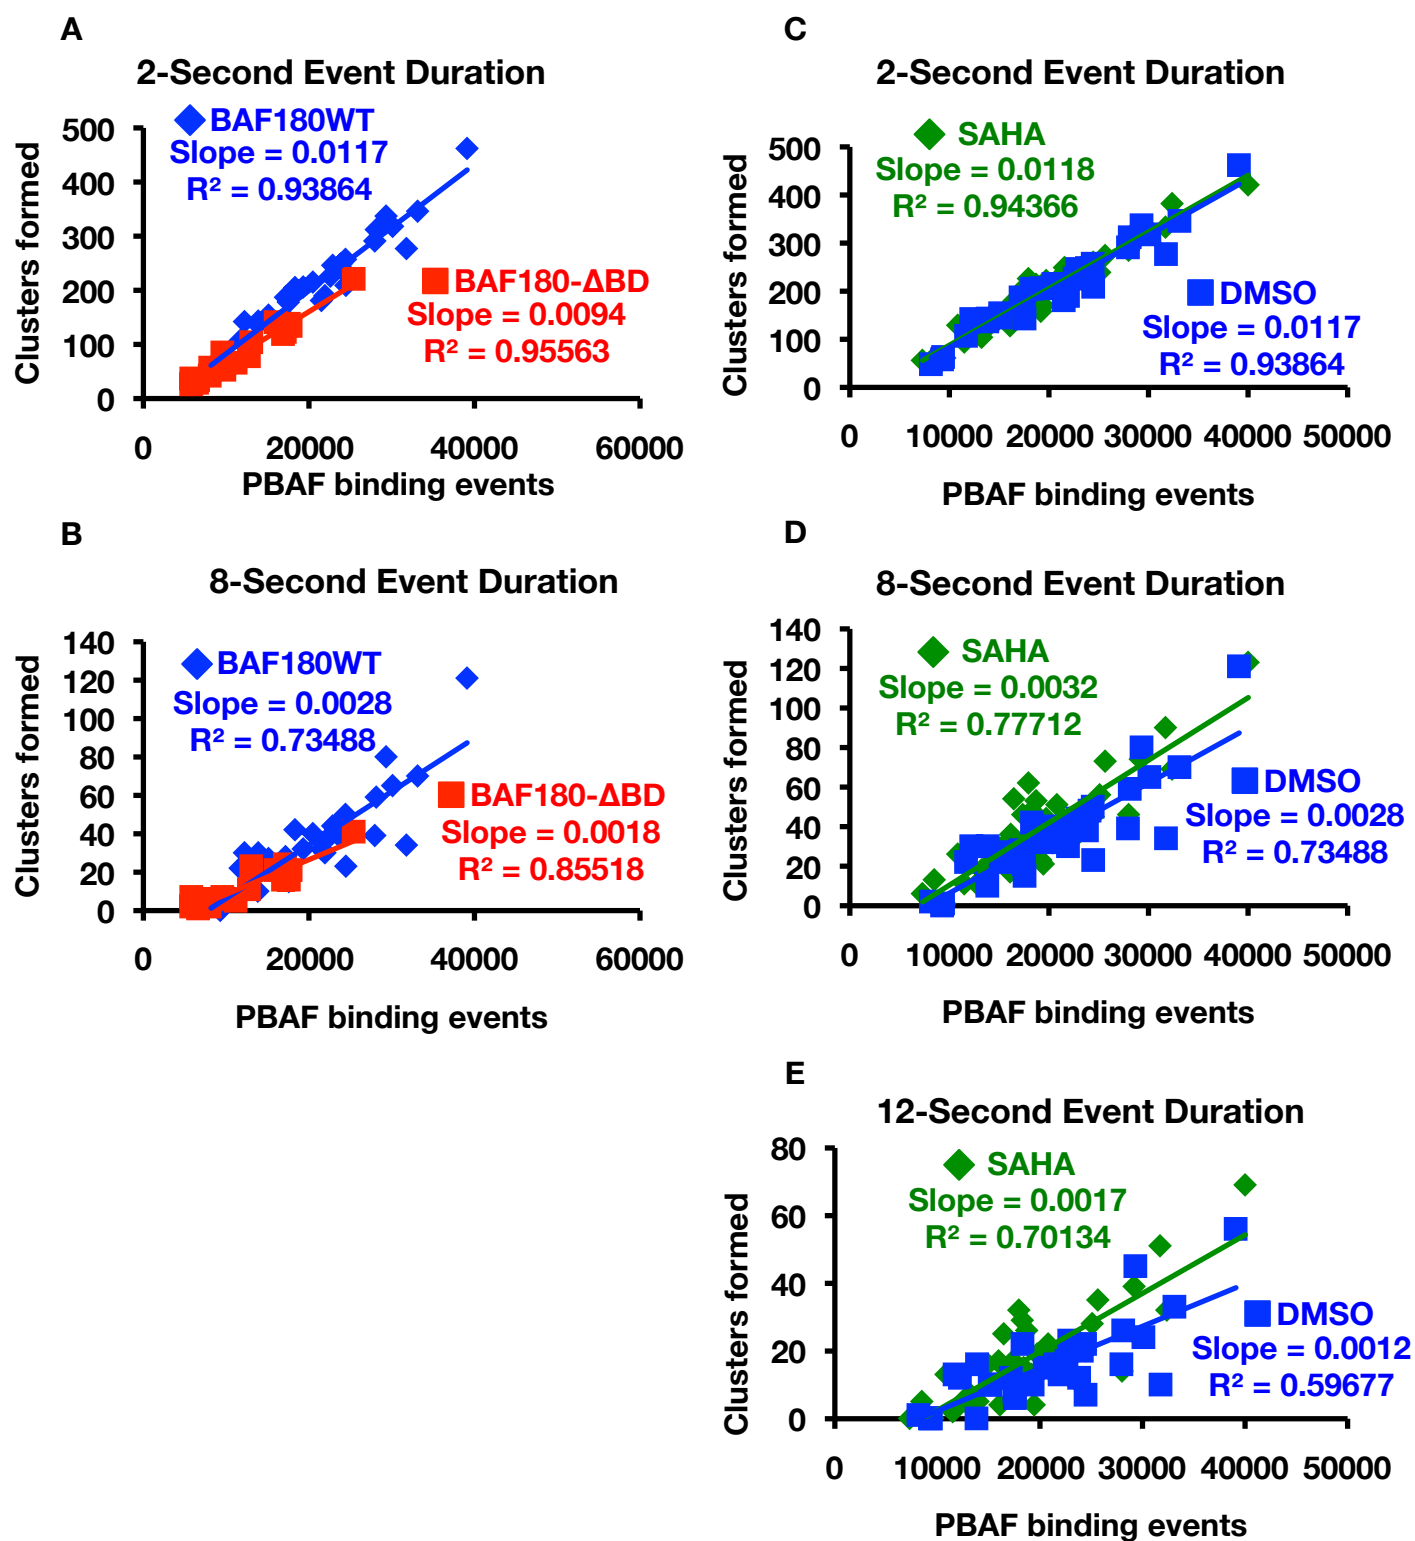 A
2-Second Event Duration
BAF180WT
Slope = 0.0117
R² = 0.93864
BAF180-ΔBD
Slope = 0.0094
R² = 0.95563
Clusters formed
500
400
300
200
100
0
0 20000 40000 60000
PBAF binding events
B
8-Second Event Duration
BAF180WT
Slope = 0.0028
R² = 0.73488
BAF180-ΔBD
Slope = 0.0018
R² = 0.85518
Clusters formed
140
120
100
80
60
40
20
0
0 20000 40000 60000
PBAF binding events
C
2-Second Event Duration
SAHA
Slope = 0.0118
R² = 0.94366
DMSO
Slope = 0.0117
R² = 0.93864
Clusters formed
500
400
300
200
100
0
0 10000 20000 30000 40000 50000
PBAF binding events
D
8-Second Event Duration
SAHA
Slope = 0.0032
R² = 0.77712
DMSO
Slope = 0.0028
R² = 0.73488
Clusters formed
140
120
100
80
60
40
20
0
0 10000 20000 30000 40000 50000
PBAF binding events
E
12-Second Event Duration
SAHA
Slope = 0.0017
R² = 0.70134
DMSO
Slope = 0.0012
R² = 0.59677
Clusters formed
80
60
40
20
0
0 10000 20000 30000 40000 50000
PBAF binding events